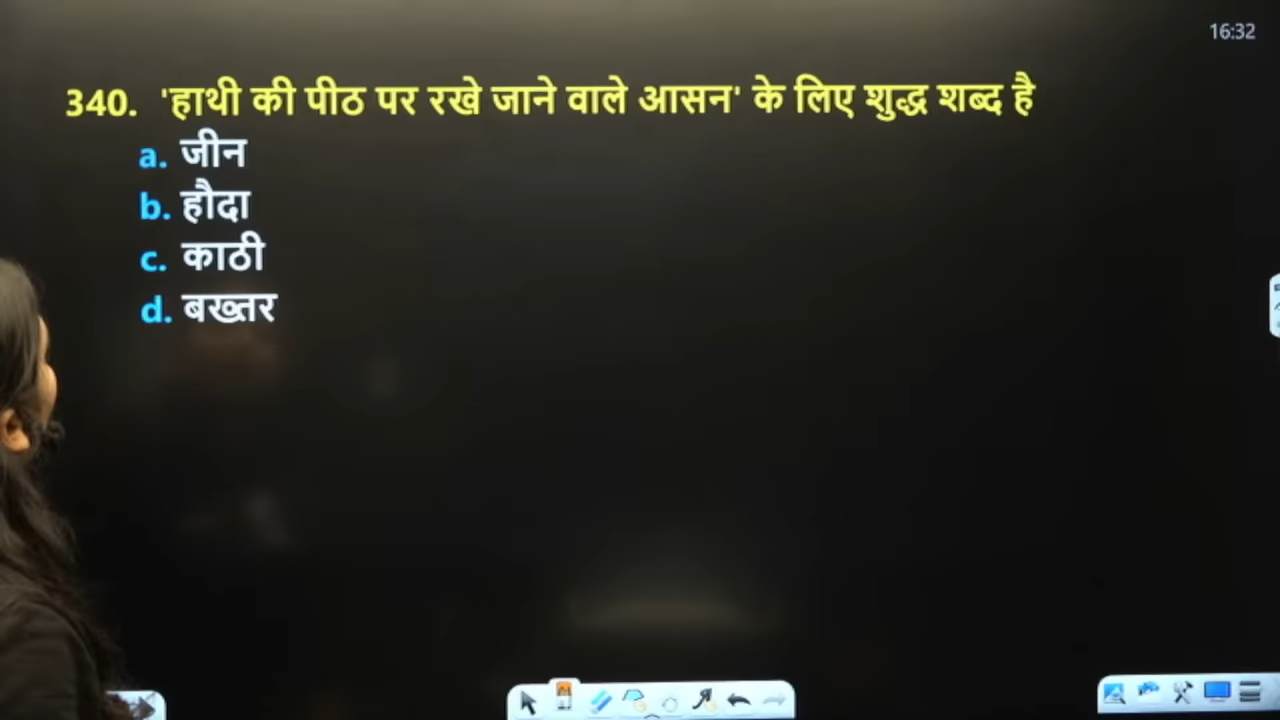 16:32
340. 'हाथी की पीठ पर रखे जाने वाले आसन' के लिए शुद्ध शब्द है
a. जीन
b. हौदा
c. काठी
d. बख्तर